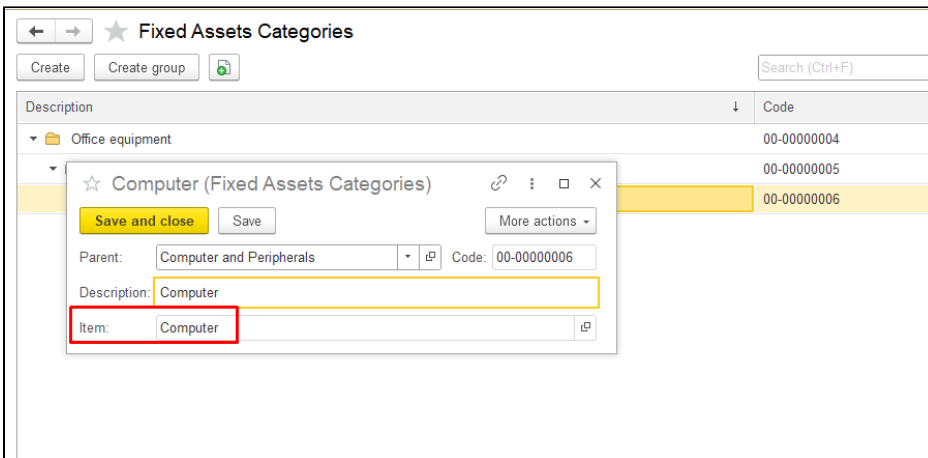 Fixed Assets Categories
Create Create group Search (Ctrl+F)
Description ↓ Code
Office equipment 00-00000004
00-00000005
00-00000006
Computer (Fixed Assets Categories)
Save and close Save More actions
Parent: Computer and Peripherals Code: 00-00000006
Description: Computer
Item: Computer